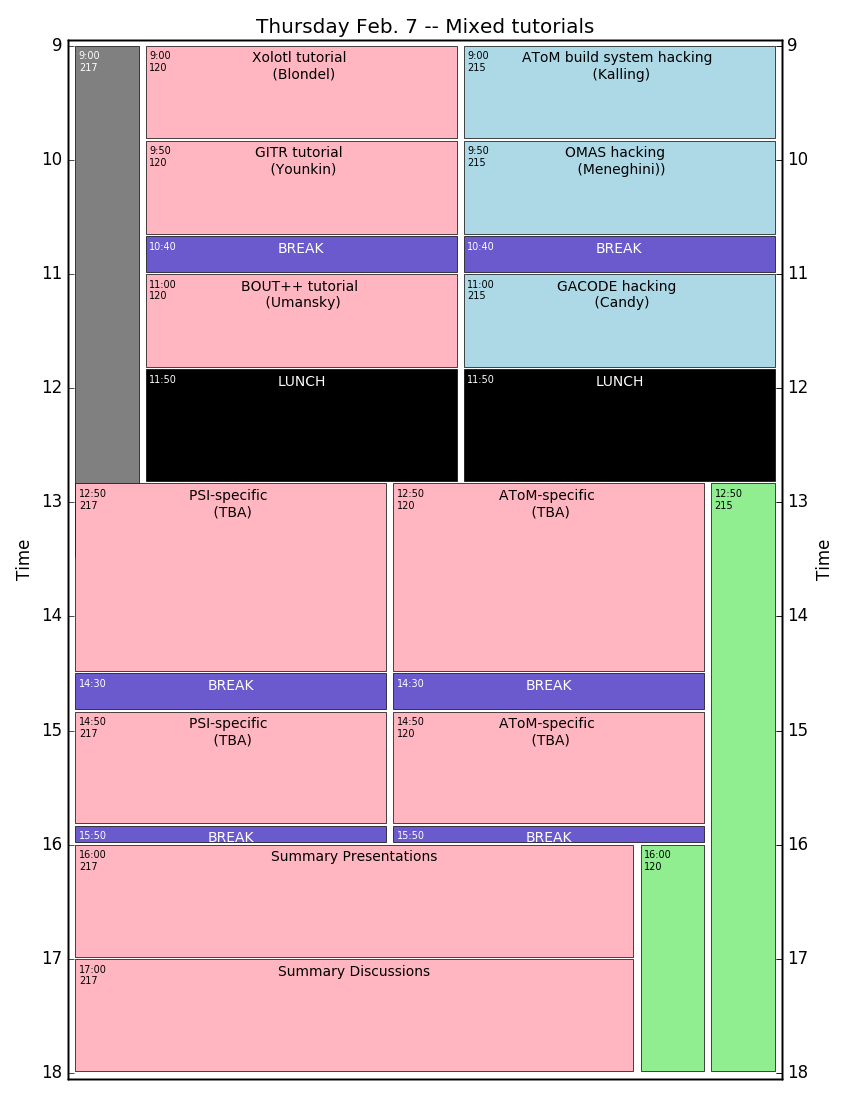 Thursday Feb. 7 -- Mixed tutorials
9
9
9:00
217
9:00
120
Xolotl tutorial
(Blondel)
9:00
215
AToM build system hacking
(Kalling)
10
10
9:50
120
GITR tutorial
(Younkin)
9:50
215
OMAS hacking
(Meneghini))
10:40
BREAK
10:40
BREAK
11
11
11:00
120
BOUT++ tutorial
(Umansky)
11:00
215
GACODE hacking
(Candy)
11:50
LUNCH
11:50
LUNCH
12
12
12:50
217
PSI-specific
(TBA)
12:50
120
AToM-specific
(TBA)
12:50
215
13
13
Time
Time
14
14
14:30
BREAK
14:30
BREAK
14:50
217
PSI-specific
(TBA)
14:50
120
AToM-specific
(TBA)
15
15
15:50
BREAK
15:50
BREAK
16
16
16:00
217
Summary Presentations
16:00
120
17
17
17:00
217
Summary Discussions
18
18